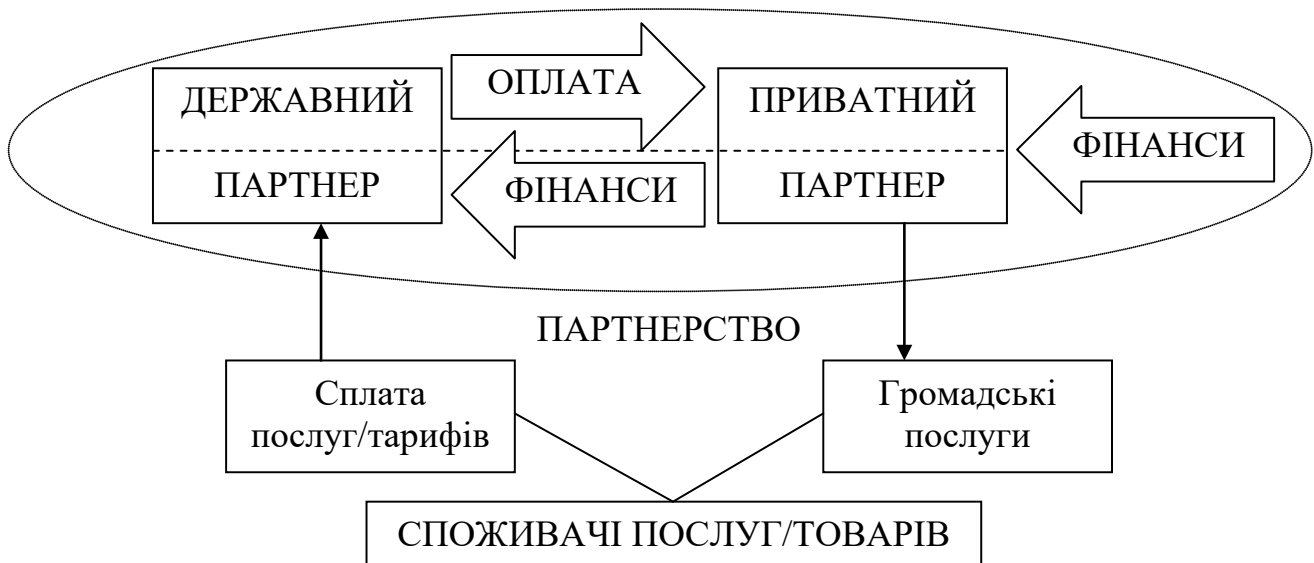 ДЕРЖАВНИЙ
ПАРТНЕР
ОПЛАТА
ФІНАНСИ
ПРИВАТНИЙ
ПАРТНЕР
ФІНАНСИ
ПАРТНЕРСТВО
Сплата
послуг/тарифів
Громадські
послуги
СПОЖИВАЧІ ПОСЛУГ/ТОВАРІВ